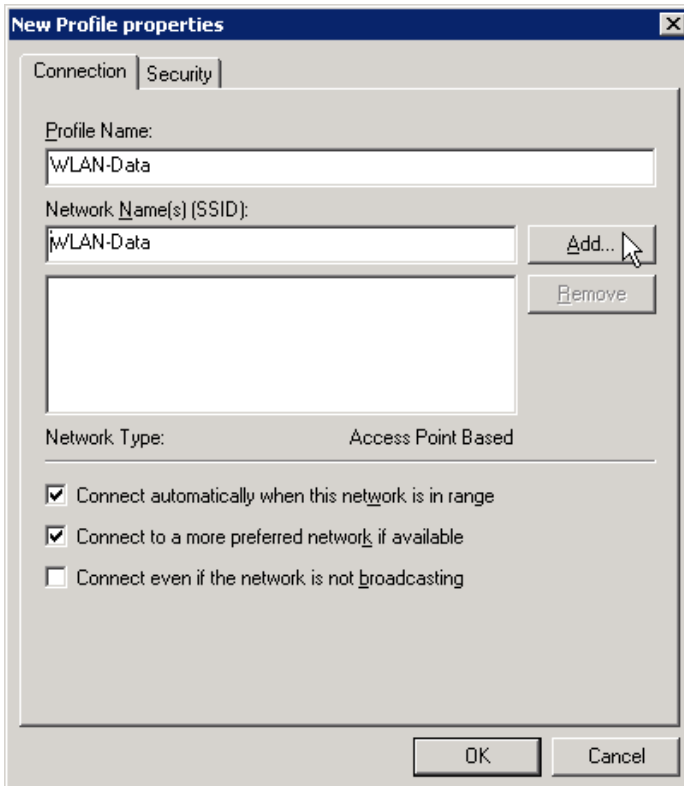 New Profile properties
Connection Security
Profile Name:
WLAN-Data
Network Name(s) (SSID):
WLAN-Data Add...
Remove
Network Type: Access Point Based
Connect automatically when this network is in range
Connect to a more preferred network if available
Connect even if the network is not broadcasting
OK Cancel